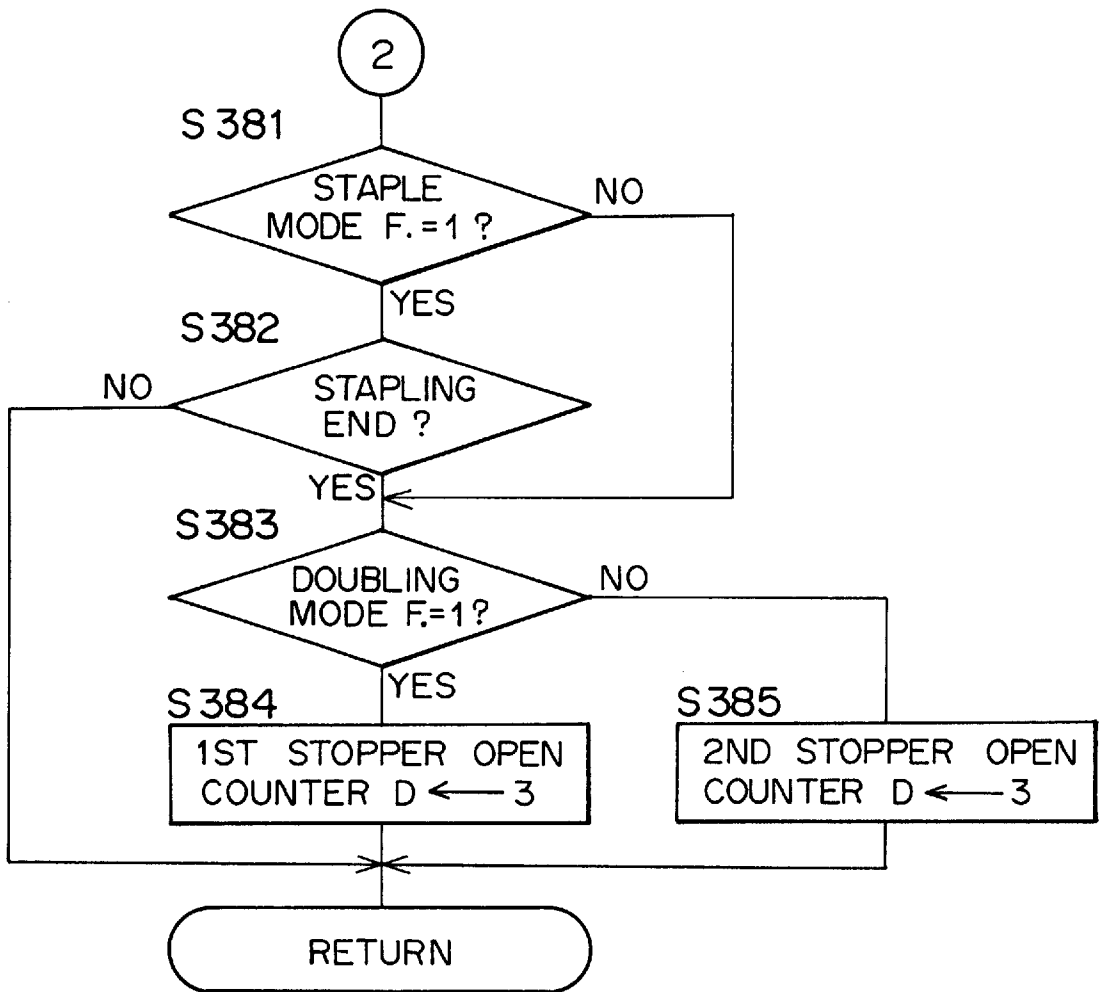 2
S381
STAPLE
MODE F.=1?
NO
YES
S382
NO
STAPLING
END?
YES
S383
DOUBLING
MODE F.=1?
NO
YES
S384
1ST STOPPER OPEN
COUNTER D ← 3
S385
2ND STOPPER OPEN
COUNTER D ← 3
RETURN